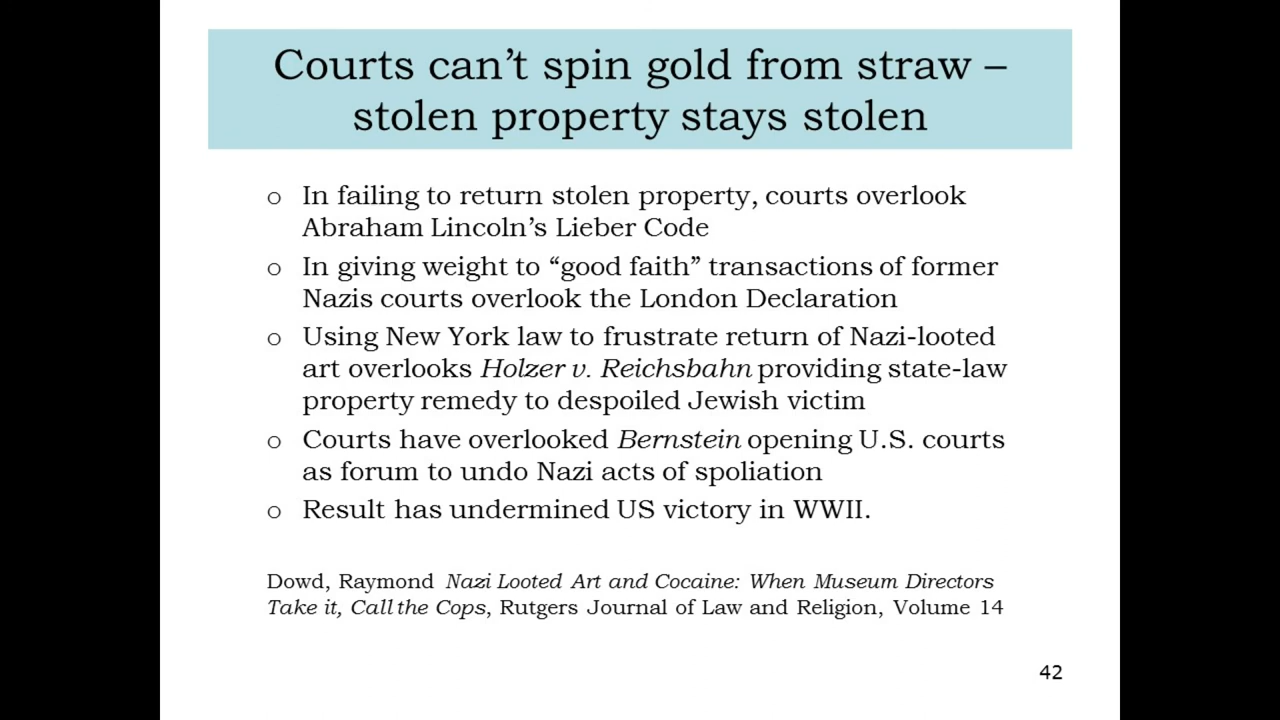 Courts can’t spin gold from straw –
stolen property stays stolen
o In failing to return stolen property, courts overlook
Abraham Lincoln’s Lieber Code
o In giving weight to “good faith” transactions of former
Nazis courts overlook the London Declaration
o Using New York law to frustrate return of Nazi-looted
art overlooks Holzer v. Reichsbahn providing state-law
property remedy to despoiled Jewish victim
o Courts have overlooked Bernstein opening U.S. courts
as forum to undo Nazi acts of spoliation
o Result has undermined US victory in WWII.
Dowd, Raymond Nazi Looted Art and Cocaine: When Museum Directors
Take it, Call the Cops, Rutgers Journal of Law and Religion, Volume 14
42